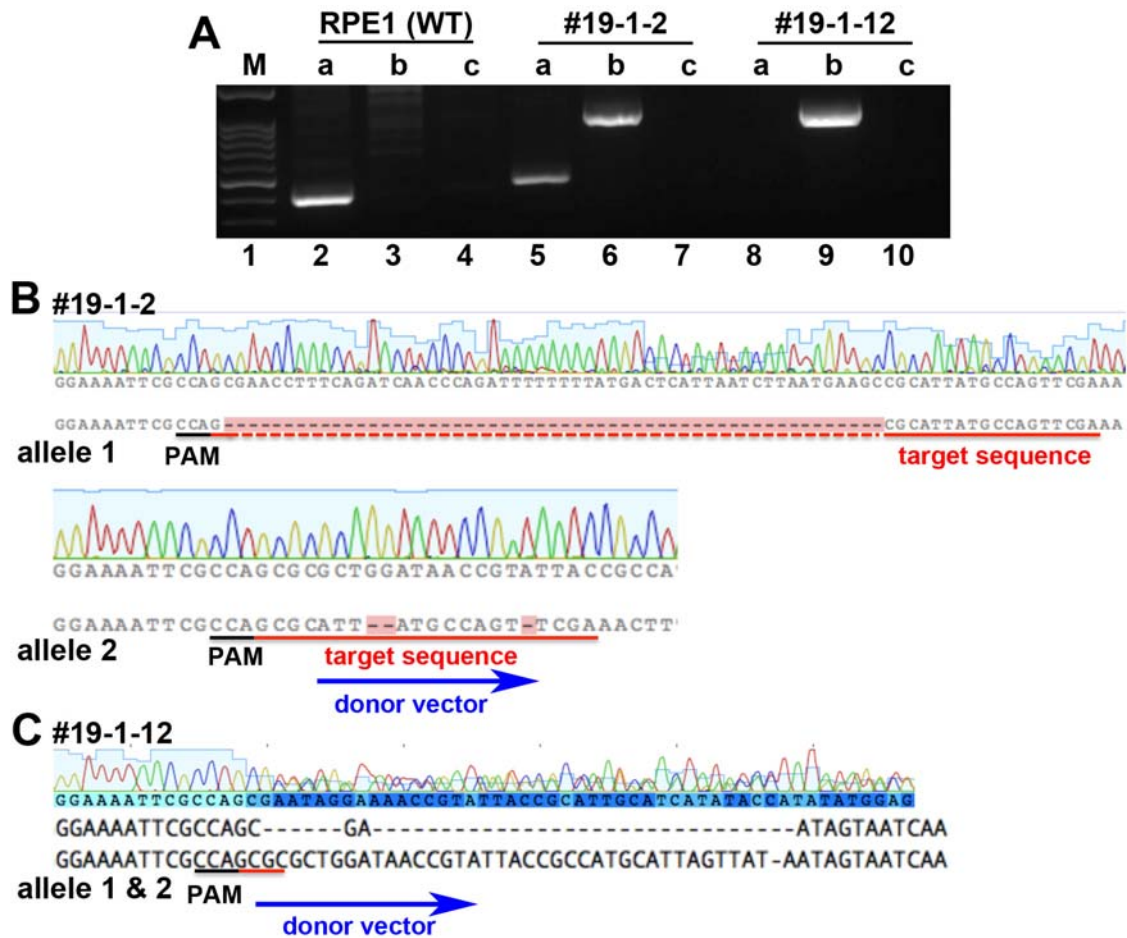 A
RPE1 (WT) #19-1-2 #19-1-12
M a b c a b c a b c
1 2 3 4 5 6 7 8 9 10
B #19-1-2
GGAAAATTCGCCAGCGAACCTTTCAGATCAACCCAGATTTTTTTTATGACTCATTAATCTTAATGAAGCCGCATTATGCCAGTTCGAAA
GGAAAATTCGCCAG-------------------------------------------------------CGCATTATGCCAGTTCGAAA
allele 1 PAM target sequence
GGAAAATTCGCCAGCGCGCTGGATAACCGTATTACCGCCA
GGAAAATTCGCCAGCGCATT--ATGCCAGT-TCGAAACTT
allele 2 PAM target sequence
donor vector
C #19-1-12
GGAAAATTCGCCAGCGAATAGGAAAACCGTATTACCGCATTGCATCATATACCATATATGGAG
GGAAAATTCGCCAGC------GA-------------------------------ATAGTAATCAA
GGAAAATTCGCCAGCGCGCTGGATAACCGTATTACCGCCATGCATTAGTTAT-AATAGTAATCAA
allele 1 & 2 PAM
donor vector